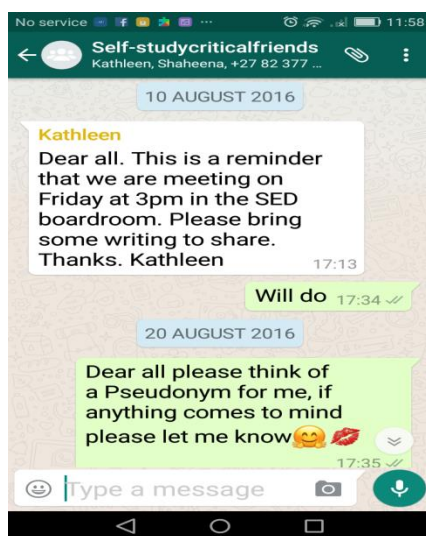 No service 11:58
Self-studycriticalfriends
Kathleen, Shaheena, +27 82 377 ...
10 AUGUST 2016
Kathleen
Dear all. This is a reminder
that we are meeting on
Friday at 3pm in the SED
boardroom. Please bring
some writing to share.
Thanks. Kathleen 17:13
Will do 17:34
20 AUGUST 2016
Dear all please think of
a Pseudonym for me, if
anything comes to mind
please let me know🤗💋
17:35
Type a message